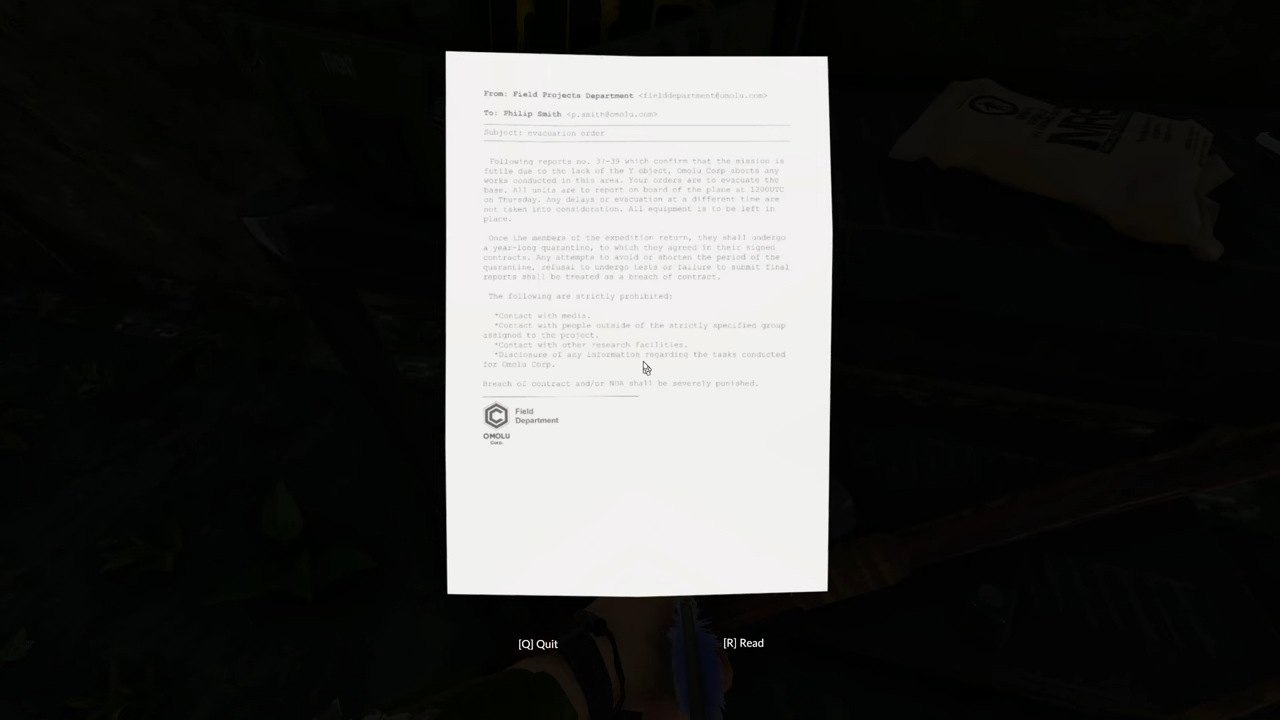 From: Field Projects Department <fielddepartment@omolu.com>
To: Philip Smith <p.smith@omolu.com>
Subject: evacuation order
Following reports no. 37-39 which confirm that the mission is
futile due to the lack of the Y object, Omolu Corp aborts any
works conducted in this area. Your orders are to evacuate the
base. All units are to report on board of the plane at 1200UTC
on Thursday. Any delays or evacuation at a different time are
not taken into consideration. All equipment is to be left in
place.
Once the members of the expedition return, they shall undergo
a year-long quarantine, to which they agreed in their signed
contracts. Any attempts to avoid or shorten the period of the
quarantine, refusal to undergo tests or failure to submit final
reports shall be treated as a breach of contract.
The following are strictly prohibited:
*Contact with media.
*Contact with people outside of the strictly specified group
assigned to the project.
*Contact with other research facilities.
*Disclosure of any information regarding the tasks conducted
for Omolu Corp.
Breach of contract and/or NDA shall be severely punished.
Field
Department
OMOLU
Corp.
[Q] Quit
[R] Read